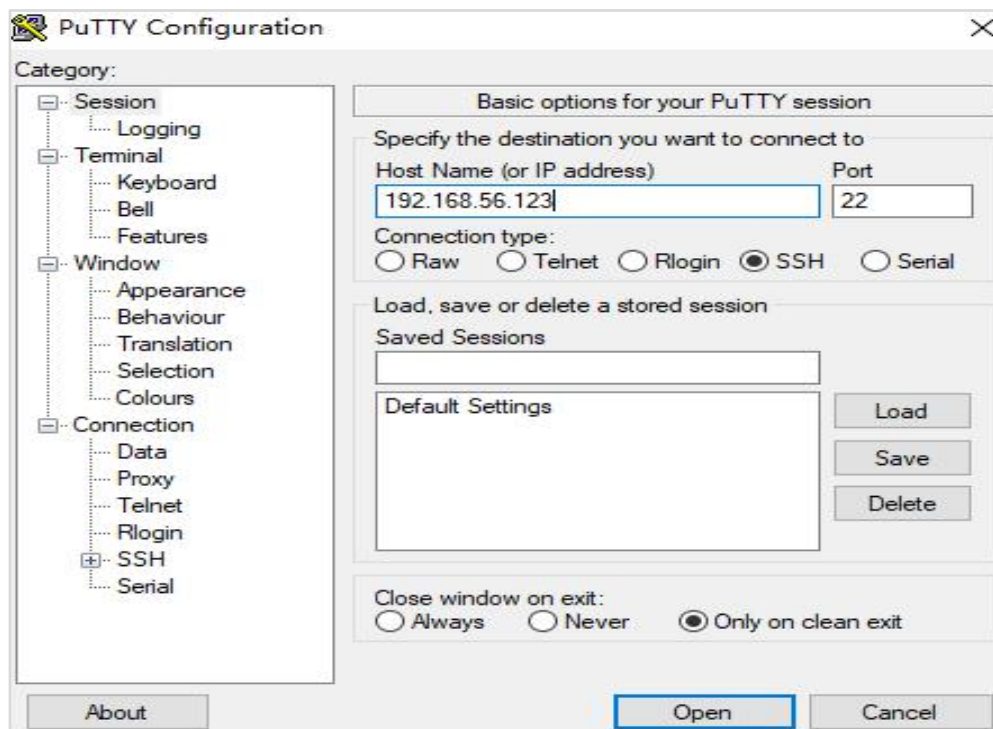 PuTTY Configuration
Category:
Session
Logging
Terminal
Keyboard
Bell
Features
Window
Appearance
Behaviour
Translation
Selection
Colours
Connection
Data
Proxy
Telnet
Rlogin
SSH
Serial
Basic options for your PuTTY session
Specify the destination you want to connect to
Host Name (or IP address) Port
192.168.56.123 22
Connection type:
Raw Telnet Rlogin SSH Serial
Load, save or delete a stored session
Saved Sessions
Default Settings
Load
Save
Delete
Close window on exit:
Always Never Only on clean exit
About Open Cancel